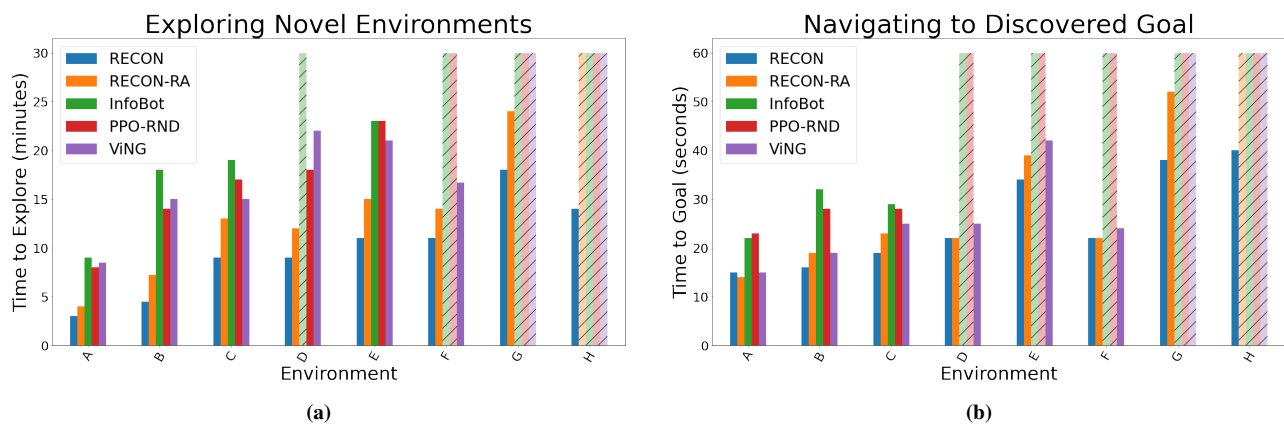 Exploring Novel Environments
Time to Explore (minutes)
30
25
20
15
10
5
0
RECON
RECON-RA
InfoBot
PPO-RND
ViNG
A B C D E F G H
Environment
(a)
Navigating to Discovered Goal
Time to Goal (seconds)
60
50
40
30
20
10
0
RECON
RECON-RA
InfoBot
PPO-RND
ViNG
A B C D E F G H
Environment
(b)